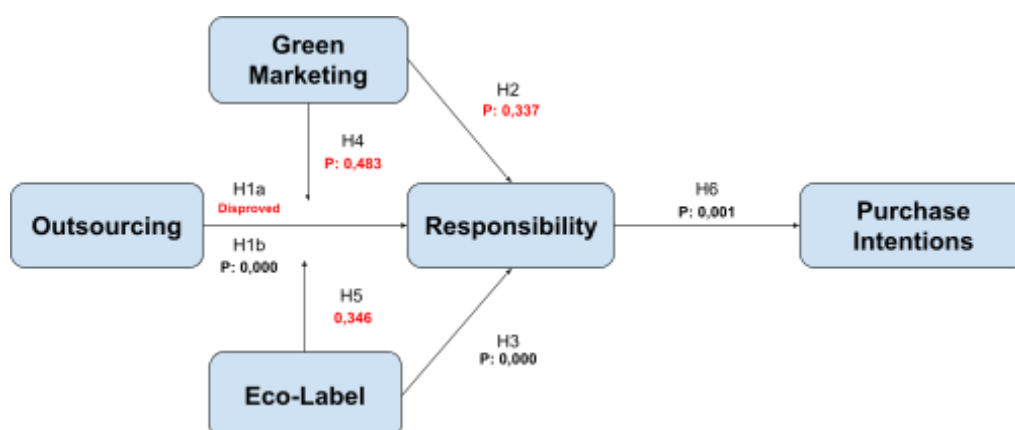 Green
Marketing
H2
P: 0,337
H4
P: 0,483
H1a
Disproved
Outsourcing
H1b
P: 0,000
Responsibility
H6
P: 0,001
Purchase
Intentions
H5
0,346
H3
P: 0,000
Eco-Label